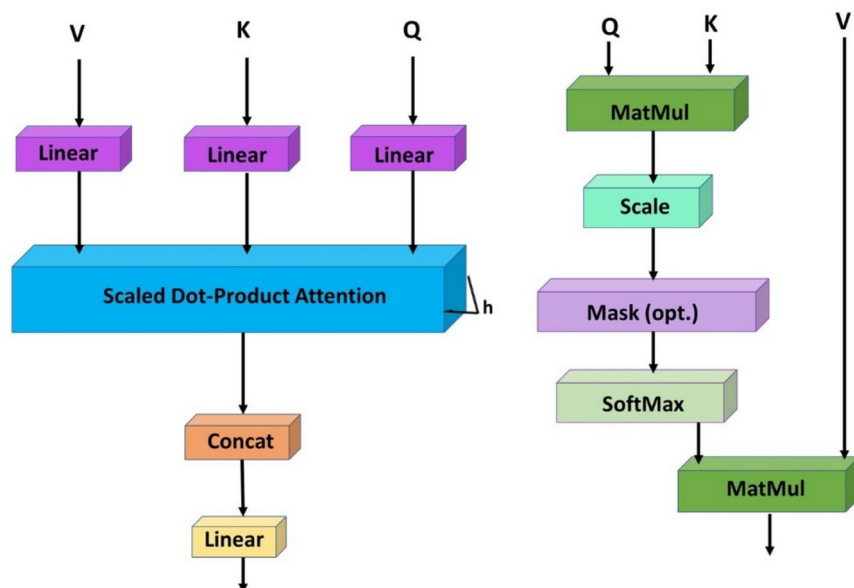 V K Q
Linear Linear Linear
Scaled Dot-Product Attention
h
Concat
Linear
Q K V
MatMul
Scale
Mask (opt.)
SoftMax
MatMul